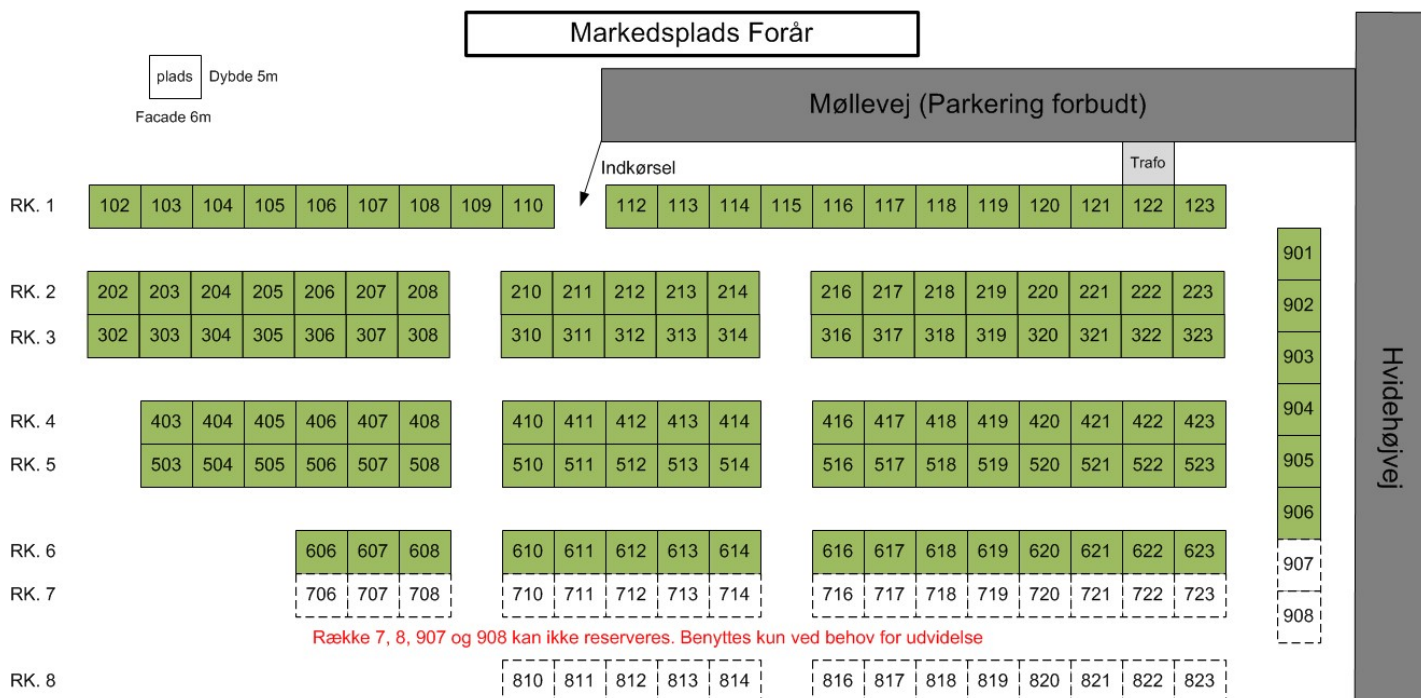 Markedsplads Forår
plads Dybde 5m
Facade 6m
Møllevej (Parkering forbudt)
Indkørsel
Trafo
RK. 1 102 103 104 105 106 107 108 109 110 112 113 114 115 116 117 118 119 120 121 122 123
RK. 2 202 203 204 205 206 207 208 210 211 212 213 214 216 217 218 219 220 221 222 223
RK. 3 302 303 304 305 306 307 308 310 311 312 313 314 316 317 318 319 320 321 322 323
RK. 4 403 404 405 406 407 408 410 411 412 413 414 416 417 418 419 420 421 422 423
RK. 5 503 504 505 506 507 508 510 511 512 513 514 516 517 518 519 520 521 522 523
RK. 6 606 607 608 610 611 612 613 614 616 617 618 619 620 621 622 623
RK. 7 706 707 708 710 711 712 713 714 716 717 718 719 720 721 722 723
Række 7, 8, 907 og 908 kan ikke reserveres. Benyttes kun ved behov for udvidelse
RK. 8 810 811 812 813 814 816 817 818 819 820 821 822 823
901
902
903
904
905
906
907
908
Hvidehøjvej